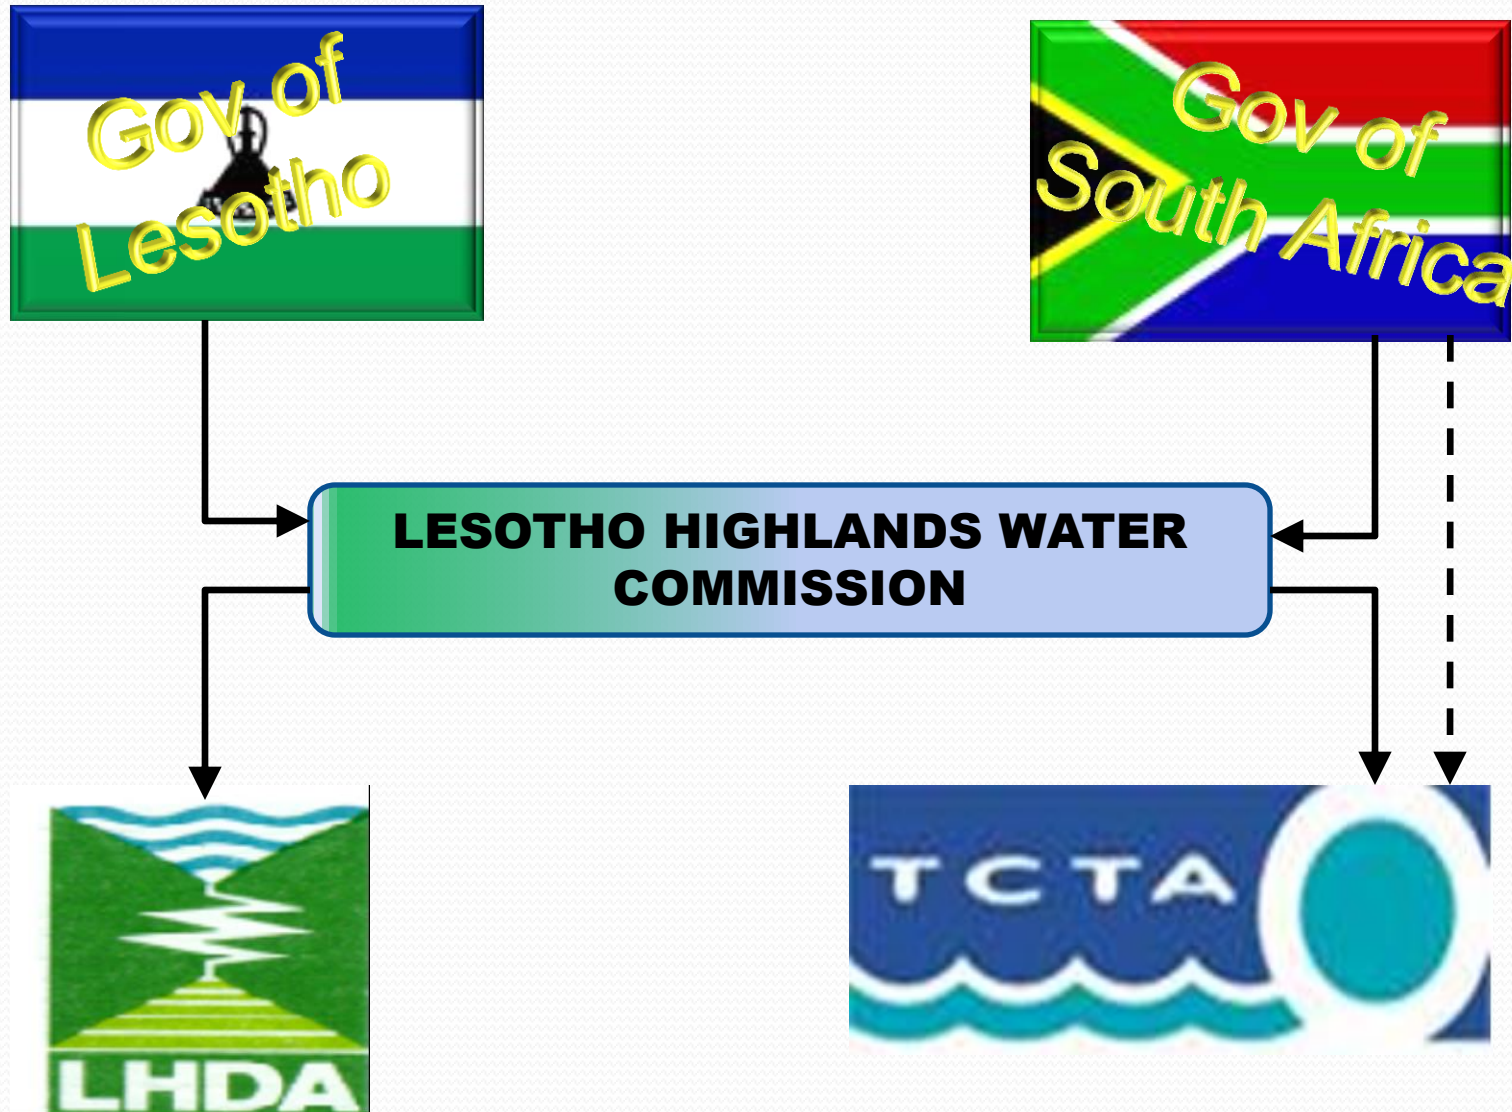 Gov of
Lesotho
Gov of
South Africa
LESOTHO HIGHLANDS WATER
COMMISSION
LHDA
TCTA